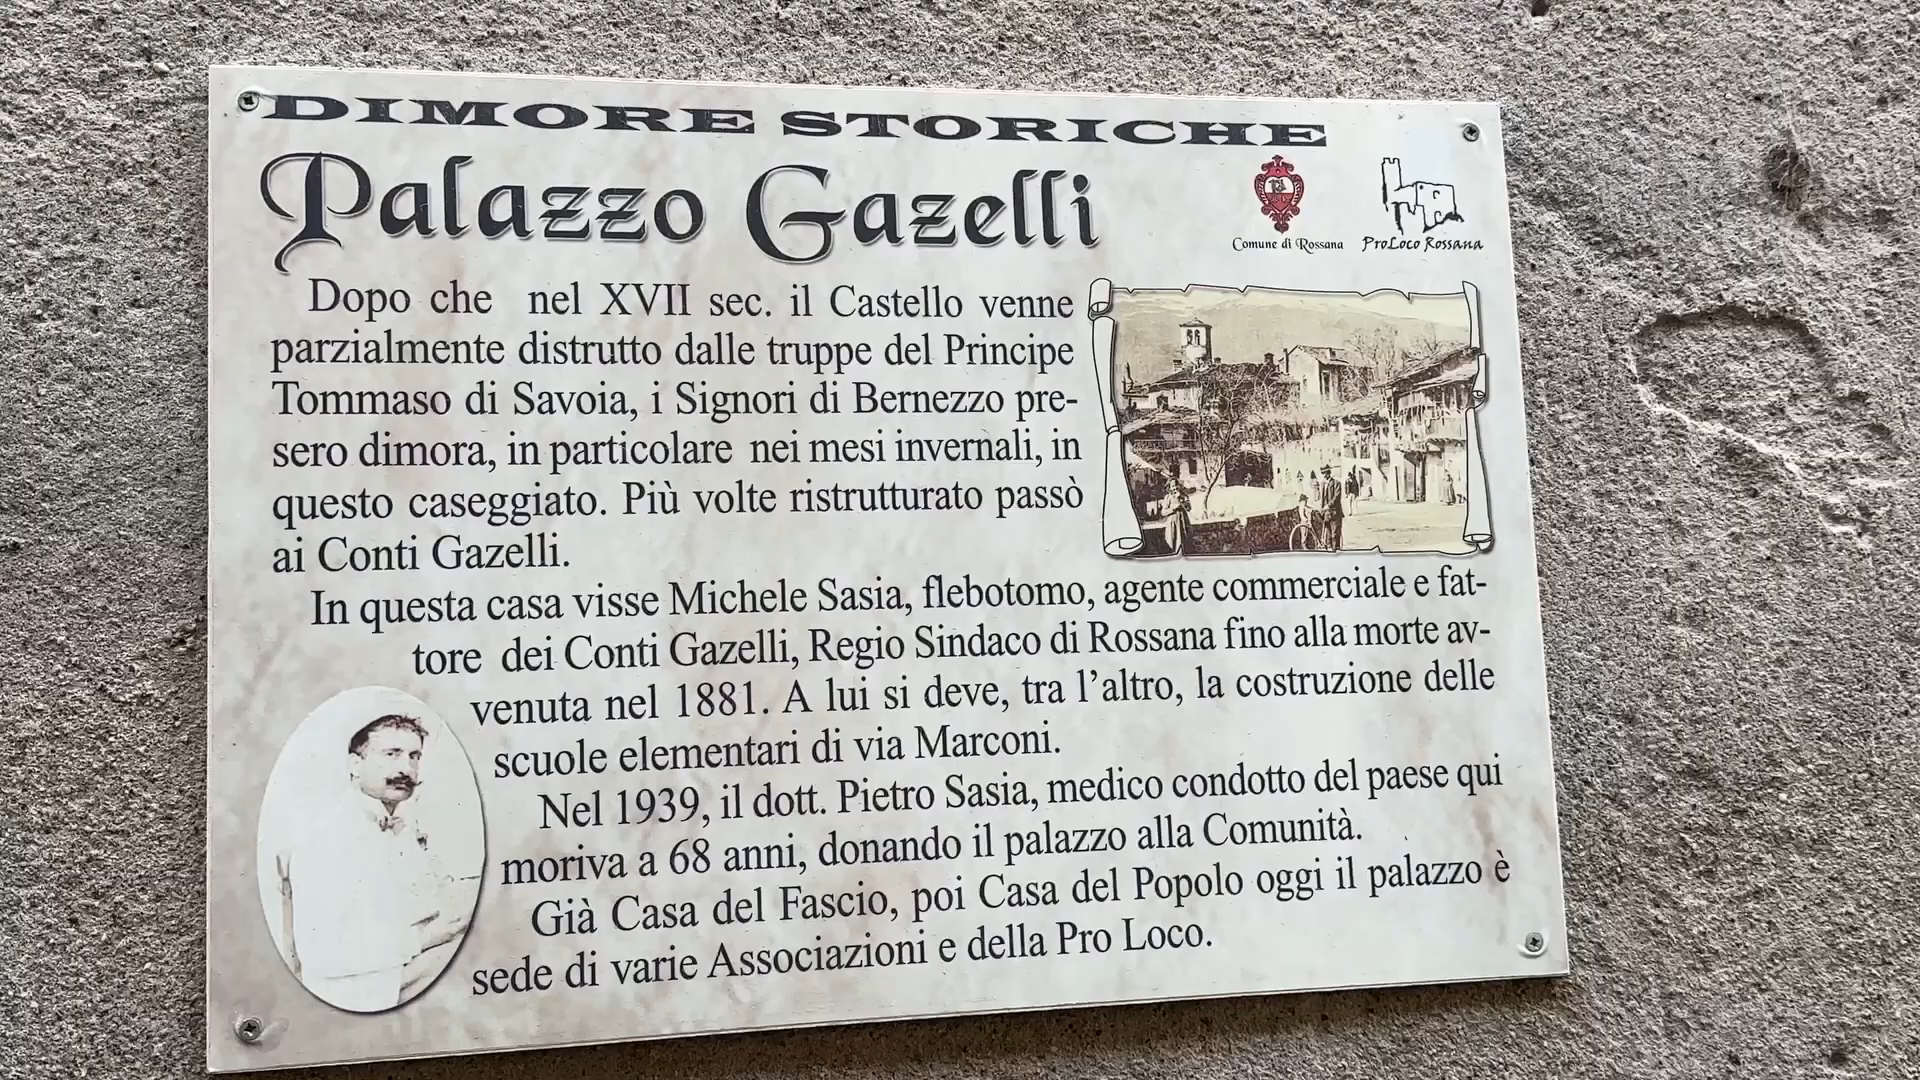 DIMORE STORICHE
Palazzo Gazelli
Comune di Rossana
ProLoco Rossana
Dopo che nel XVII sec. il Castello venne
parzialmente distrutto dalle truppe del Principe
Tommaso di Savoia, i Signori di Bernezzo pre-
sero dimora, in particolare nei mesi invernali, in
questo caseggiato. Più volte ristrutturato passò
ai Conti Gazelli.
In questa casa visse Michele Sasia, flebotomo, agente commerciale e fat-
tore dei Conti Gazelli, Regio Sindaco di Rossana fino alla morte av-
venuta nel 1881. A lui si deve, tra l'altro, la costruzione delle
scuole elementari di via Marconi.
Nel 1939, il dott. Pietro Sasia, medico condotto del paese qui
moriva a 68 anni, donando il palazzo alla Comunità.
Già Casa del Fascio, poi Casa del Popolo oggi il palazzo è
sede di varie Associazioni e della Pro Loco.